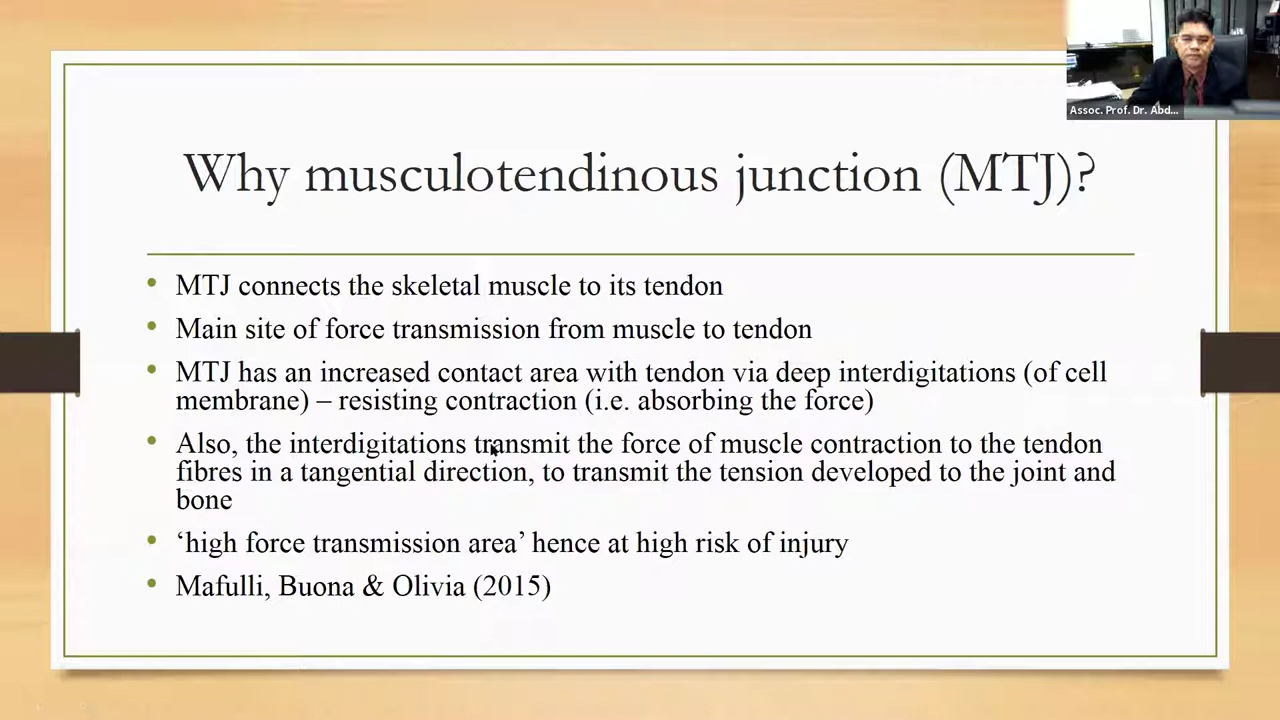 Assoc. Prof. Dr. Abd...
Why musculotendinous junction (MTJ)?
• MTJ connects the skeletal muscle to its tendon
• Main site of force transmission from muscle to tendon
• MTJ has an increased contact area with tendon via deep interdigitations (of cell
membrane) – resisting contraction (i.e. absorbing the force)
• Also, the interdigitations transmit the force of muscle contraction to the tendon
fibres in a tangential direction, to transmit the tension developed to the joint and
bone
• ‘high force transmission area’ hence at high risk of injury
• Mafulli, Buona & Olivia (2015)